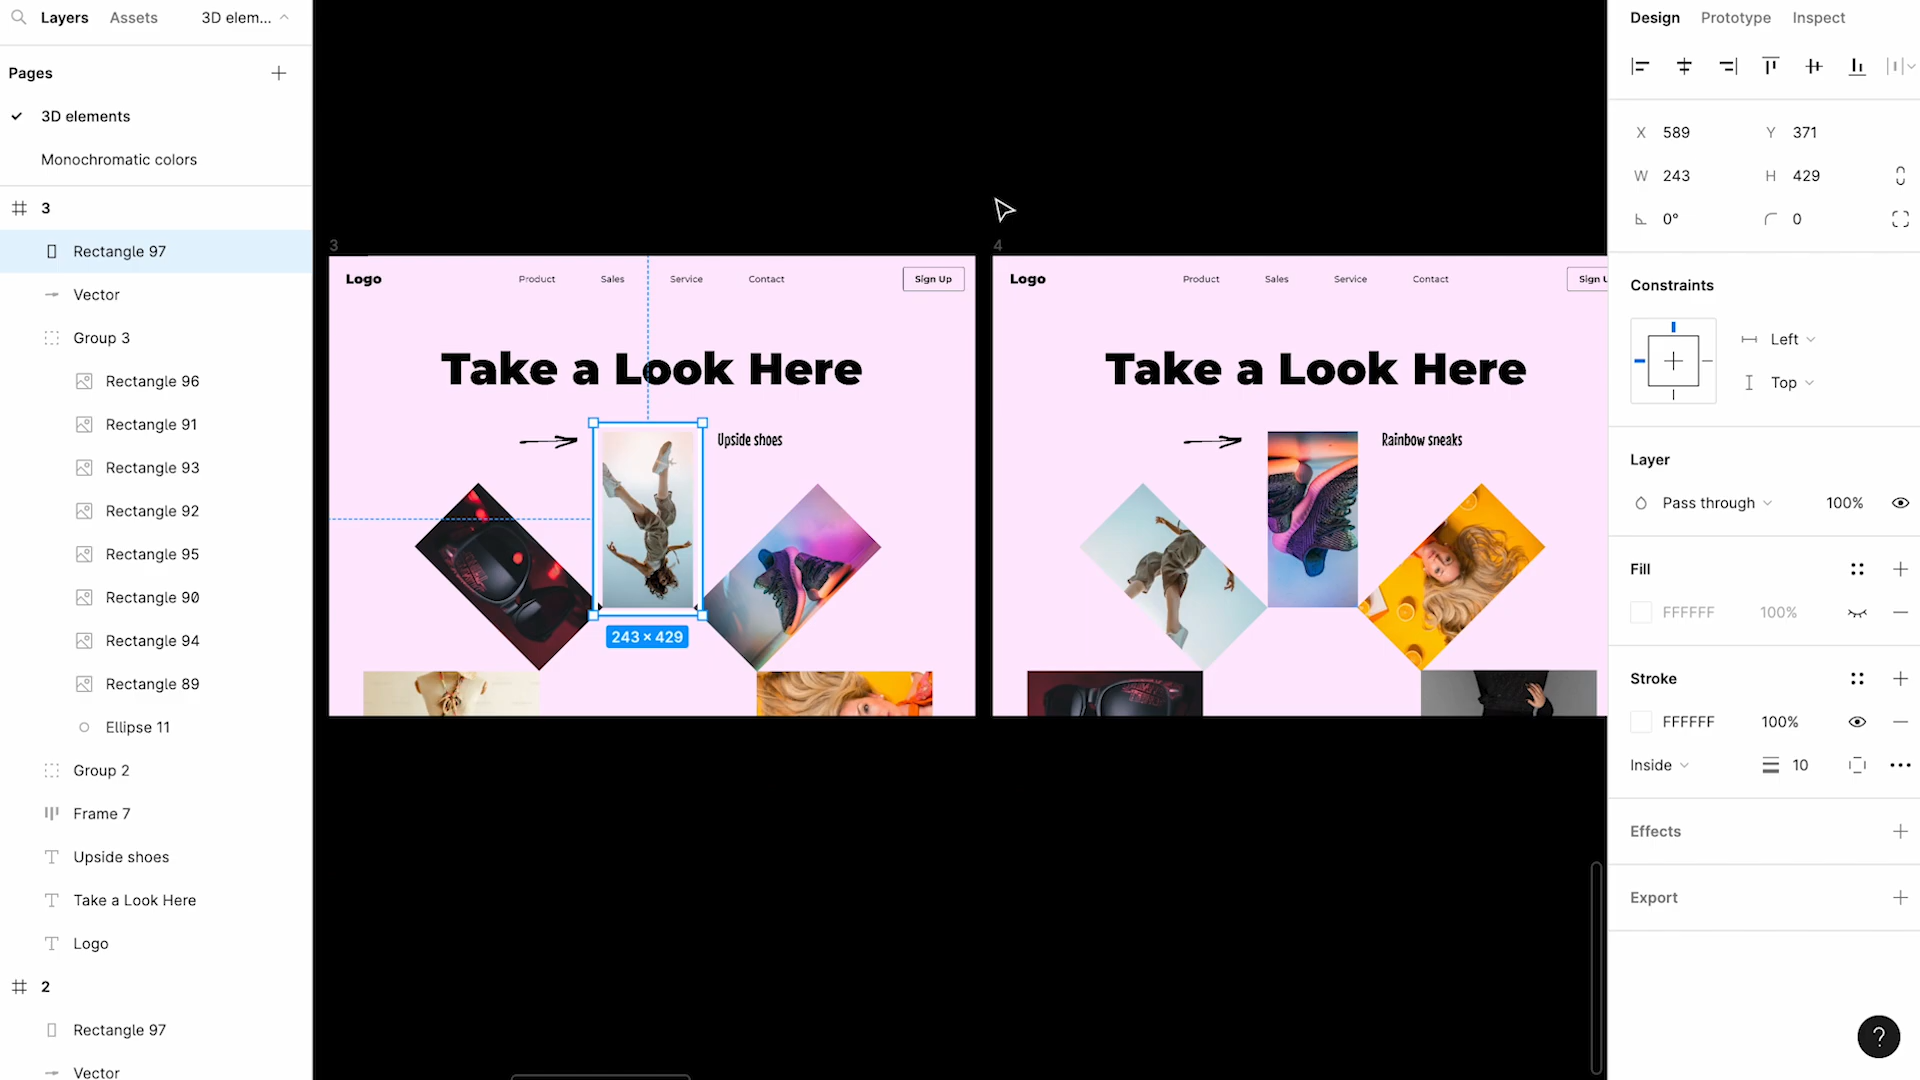 Layers
Assets
3D elem...
Pages
3D elements
Monochromatic colors
3
Rectangle 97
Vector
Group 3
Rectangle 96
Rectangle 91
Rectangle 93
Rectangle 92
Rectangle 95
Rectangle 90
Rectangle 94
Rectangle 89
Ellipse 11
Group 2
Frame 7
Upside shoes
Take a Look Here
Logo
2
Rectangle 97
Vector
3
Logo
Product
Sales
Service
Contact
Sign Up
Take a Look Here
Upside shoes
243 × 429
4
Logo
Product
Sales
Service
Contact
Sign U
Take a Look Here
Rainbow sneaks
Design
Prototype
Inspect
X 589
Y 371
W 243
H 429
0°
0
Constraints
Left
Top
Layer
Pass through
100%
Fill
FFFFFF
100%
Stroke
FFFFFF
100%
Inside
10
Effects
Export
?